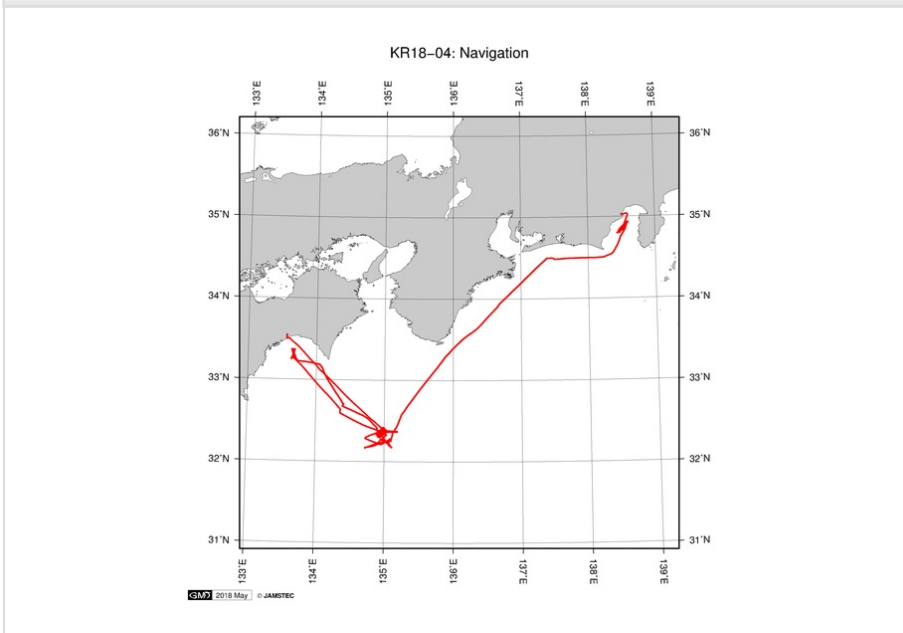 KR18−04: Navigation
133˚E 134˚E 135˚E 136˚E 137˚E 138˚E 139˚E
36˚N 36˚N
35˚N 35˚N
34˚N 34˚N
33˚N 33˚N
32˚N 32˚N
31˚N 31˚N
133˚E 134˚E 135˚E 136˚E 137˚E 138˚E 139˚E
GMD 2018 May © JAMSTEC